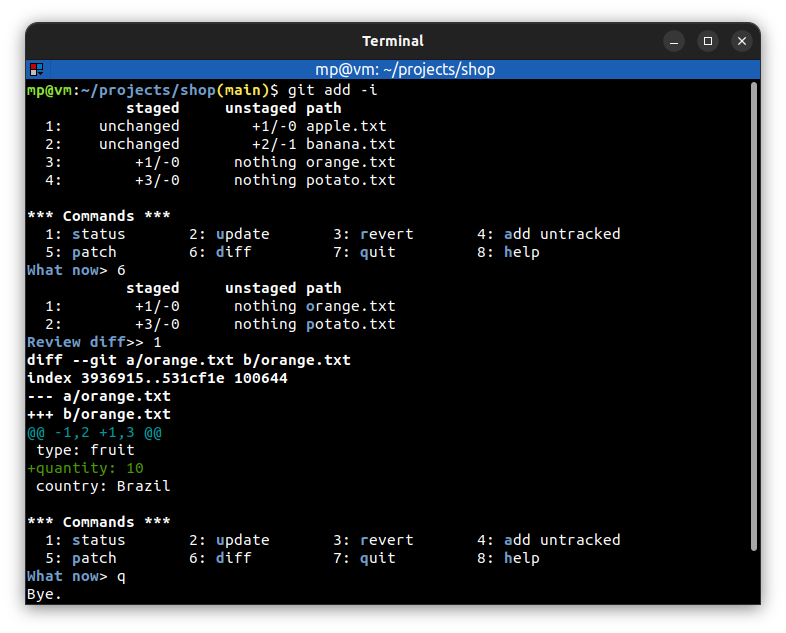 Terminal
mp@vm: ~/projects/shop
mp@vm:~/projects/shop(main)$ git add -i
           staged     unstaged path
  1:    unchanged        +1/-0 apple.txt
  2:    unchanged        +2/-1 banana.txt
  3:        +1/-0      nothing orange.txt
  4:        +3/-0      nothing potato.txt
*** Commands ***
  1: status       2: update       3: revert       4: add untracked
  5: patch        6: diff         7: quit         8: help
What now> 6
           staged     unstaged path
  1:        +1/-0      nothing orange.txt
  2:        +3/-0      nothing potato.txt
Review diff>> 1
diff --git a/orange.txt b/orange.txt
index 3936915..531cf1e 100644
--- a/orange.txt
+++ b/orange.txt
@@ -1,2 +1,3 @@
 type: fruit
+quantity: 10
 country: Brazil
*** Commands ***
  1: status       2: update       3: revert       4: add untracked
  5: patch        6: diff         7: quit         8: help
What now> q
Bye.